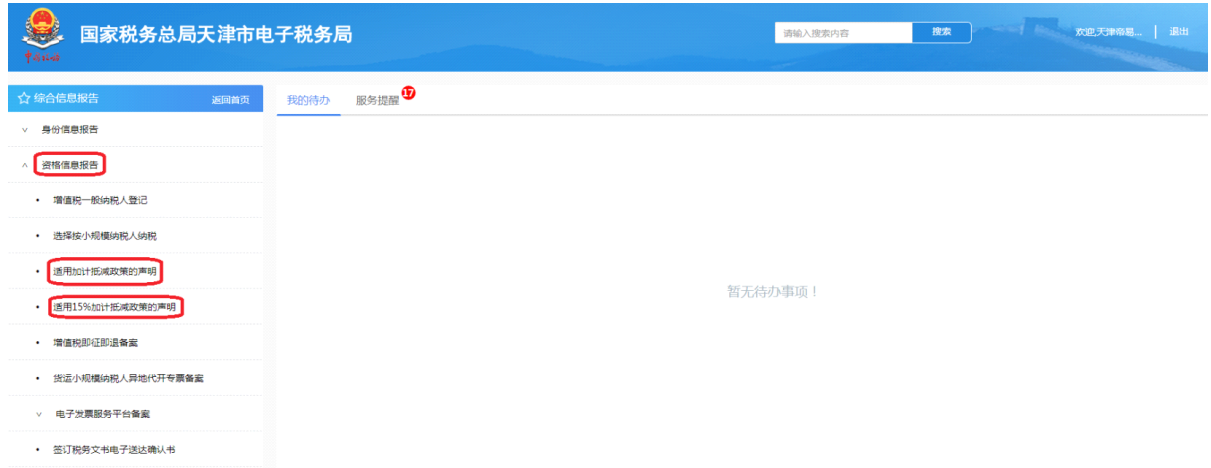 国家税务总局天津市电子税务局
请输入搜索内容
搜索
欢迎,天津帝易...
退出
中国税务
综合信息报告
返回首页
我的待办
服务提醒
17
身份信息报告
资格信息报告
增值税一般纳税人登记
选择按小规模纳税人纳税
适用加计抵减政策的声明
适用15%加计抵减政策的声明
暂无待办事项！
增值税即征即退备案
货运小规模纳税人异地代开专票备案
电子发票服务平台备案
签订税务文书电子送达确认书